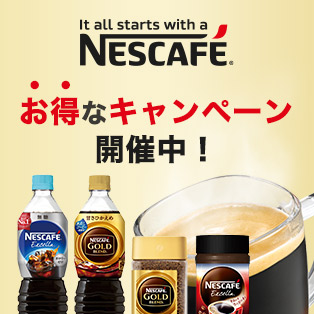 It all starts with a
NESCAFÉ®
お得なキャンペーン
開催中！
無糖
NESCAFÉ
Excella
甘さひかえめ
NESCAFÉ
GOLD
BLEND
NESCAFÉ
GOLD
BLEND
NESCAFÉ
Excella